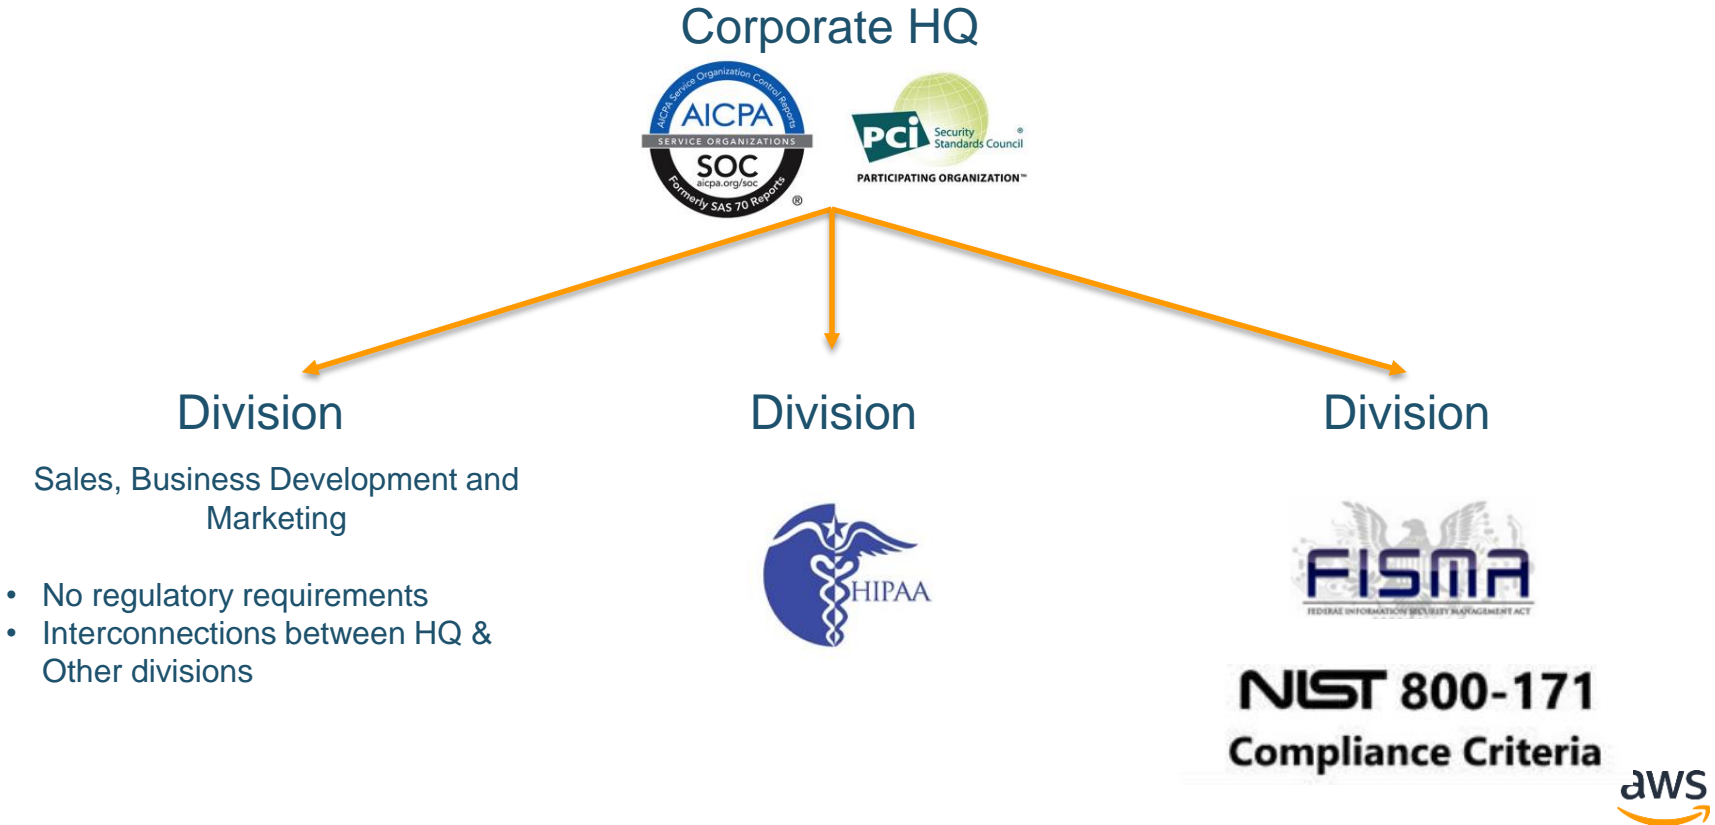 Corporate HQ
AICPA Service Organization Control Reports
AICPA
SERVICE ORGANIZATIONS
SOC
aicpa.org/soc
Formerly SAS 70 Reports
®
PCi
Security ®
Standards Council
PARTICIPATING ORGANIZATION™
Division
Sales, Business Development and
Marketing
• No regulatory requirements
• Interconnections between HQ &
Other divisions
Division
HIPAA
Division
FISMA
FEDERAL INFORMATION SECURITY MANAGEMENT ACT
NIST 800-171
Compliance Criteria
aws